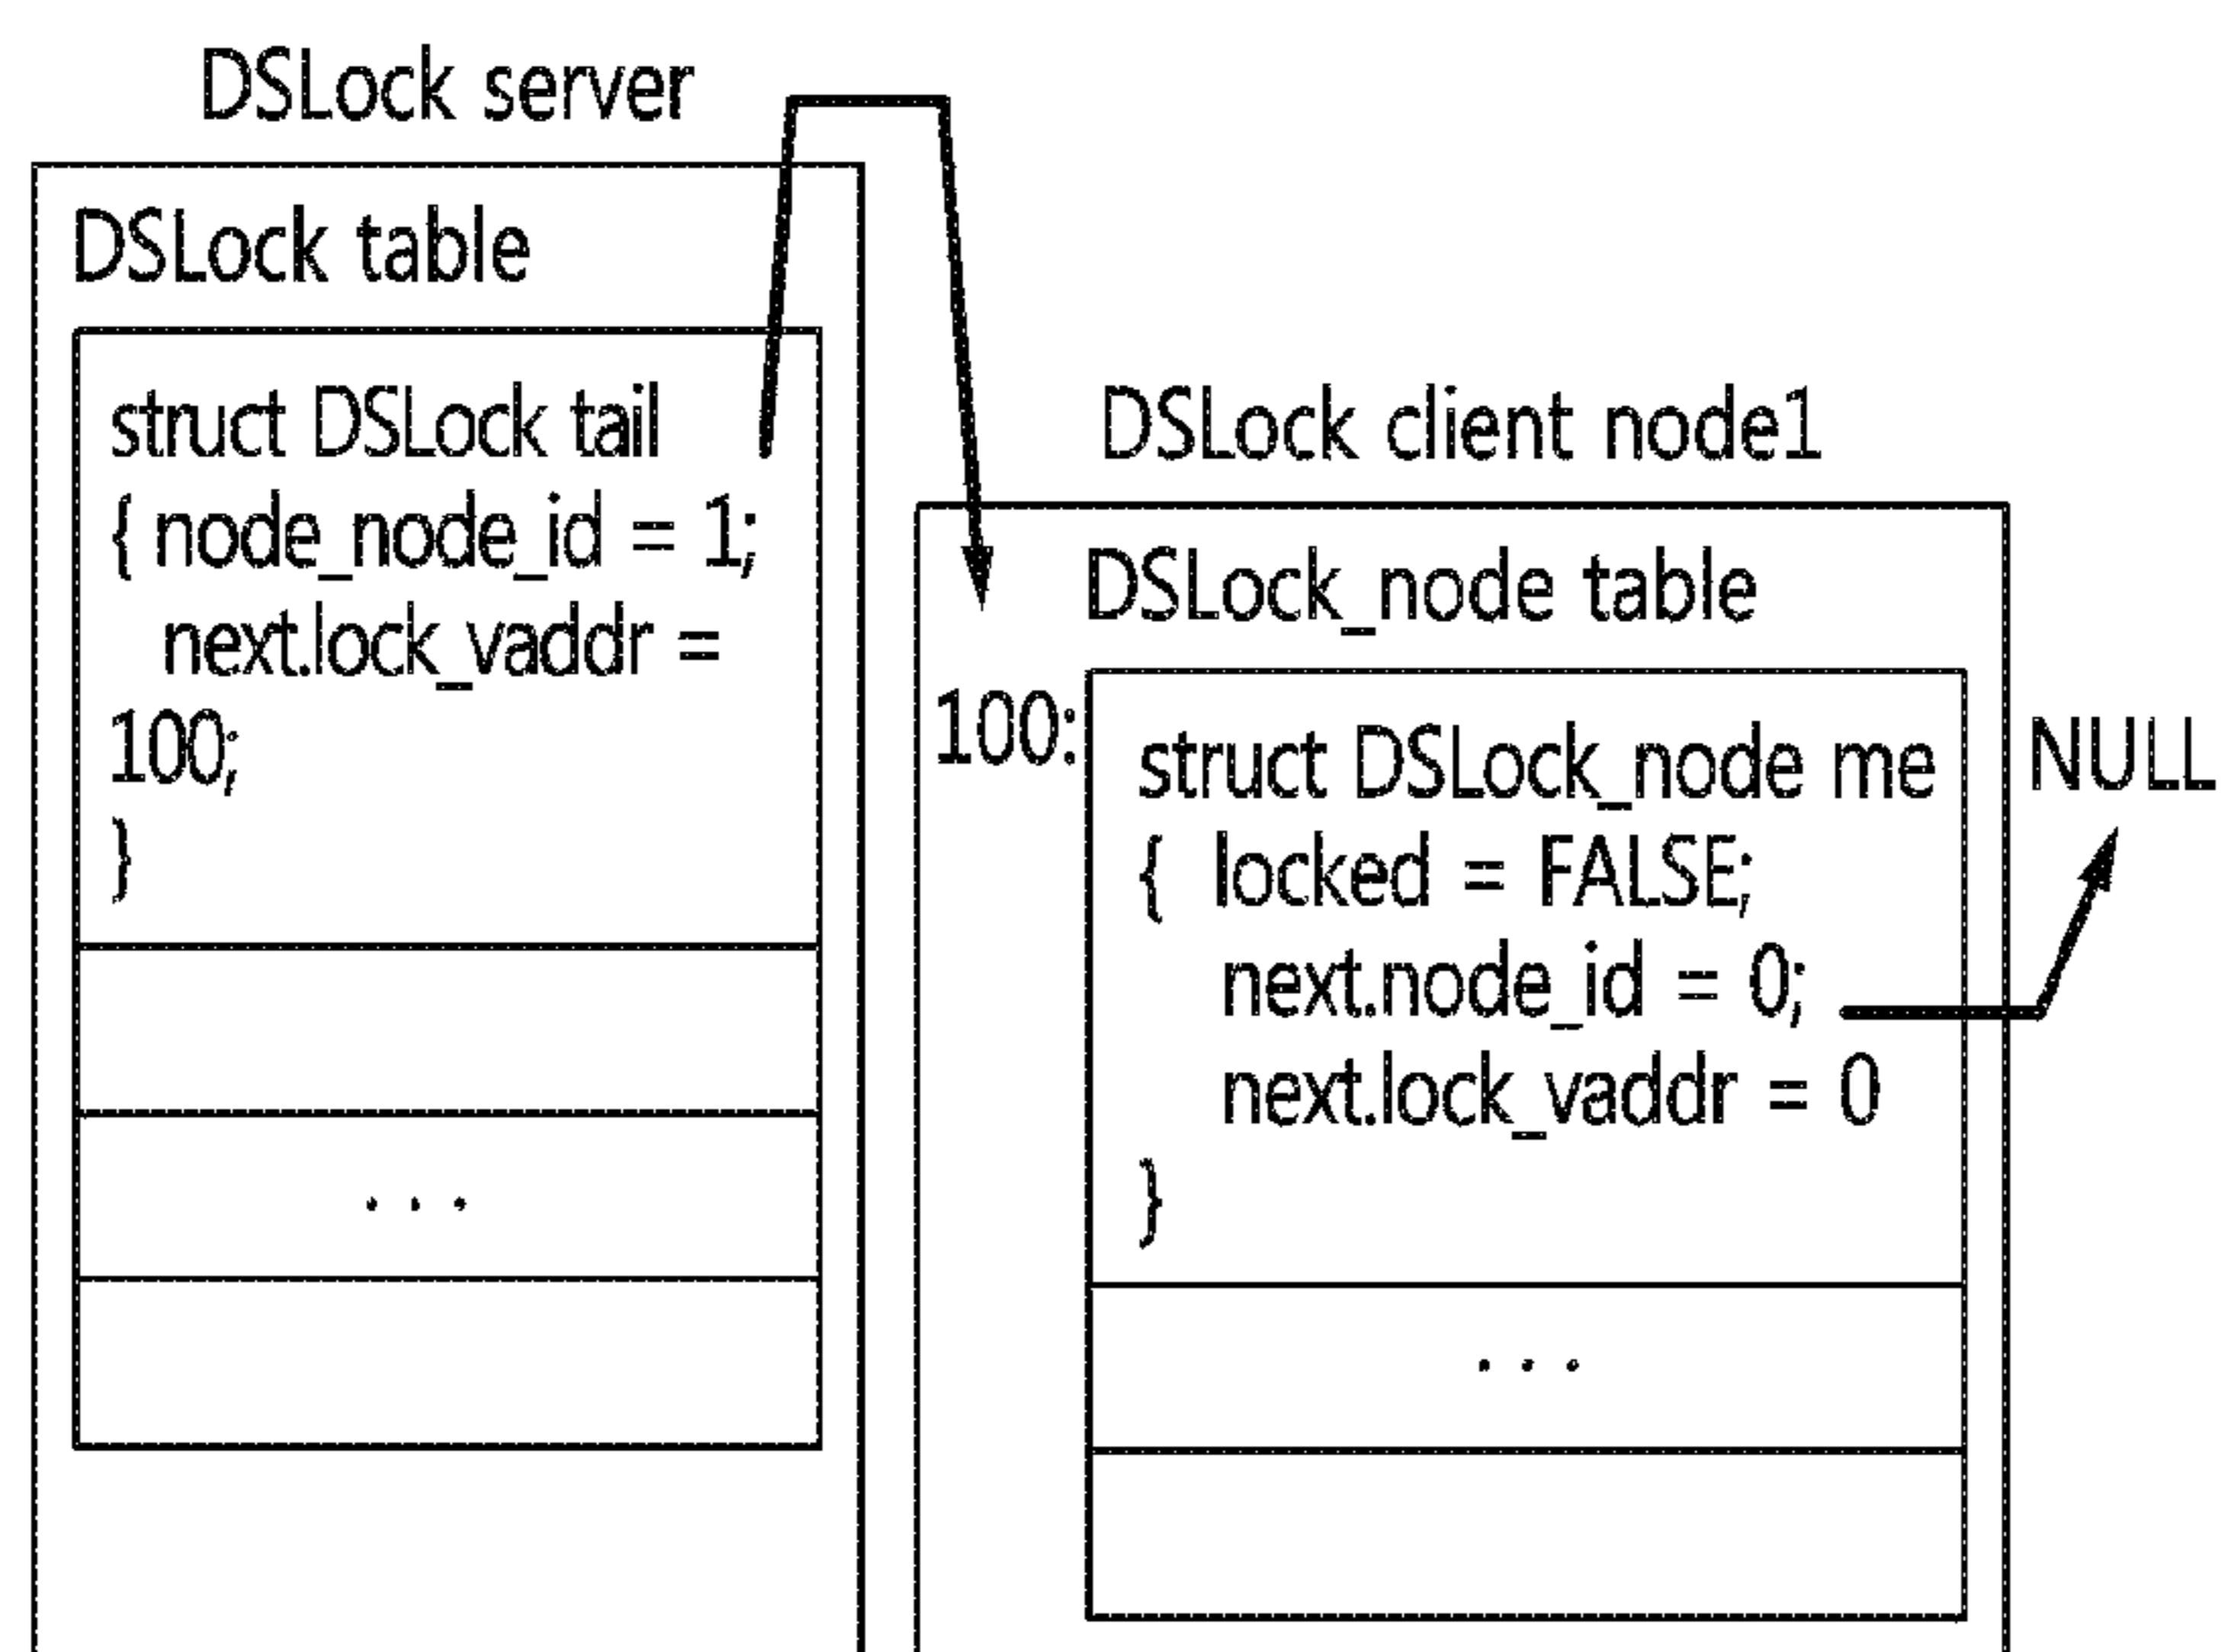 DSLock server
DSLock table
struct DSLock tail
{ node_node_id = 1;
next.lock_vaddr =
100;
}
. . .
DSLock client node1
DSLock_node table
100:
struct DSLock_node me
{ locked = FALSE;
next.node_id = 0;
next.lock_vaddr = 0
}
. . .
NULL